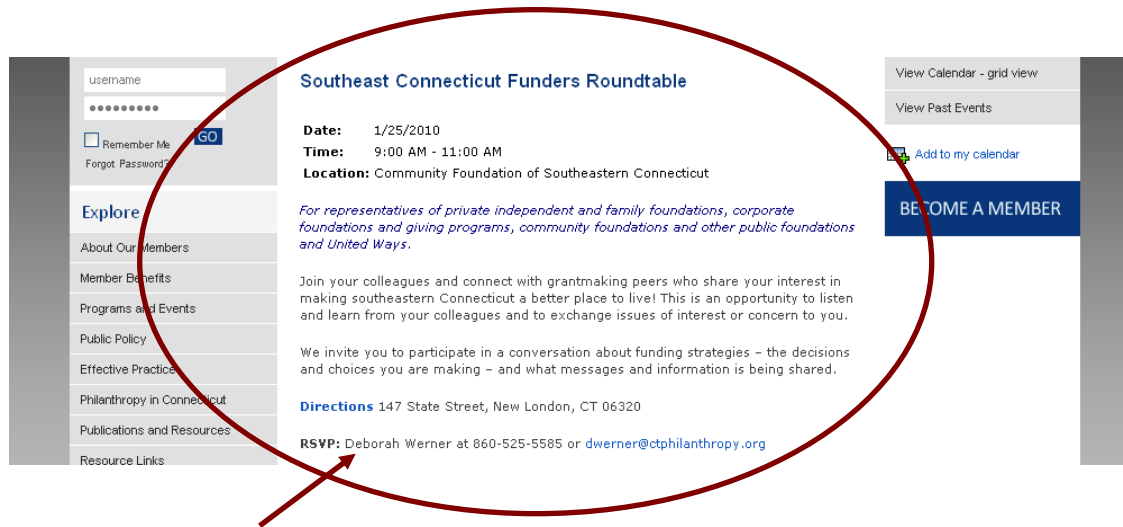 username
•••••••••
Remember Me
GO
Forgot Password?
Explore
About Our Members
Member Benefits
Programs and Events
Public Policy
Effective Practice
Philanthropy in Connecticut
Publications and Resources
Resource Links
Southeast Connecticut Funders Roundtable
Date: 1/25/2010
Time: 9:00 AM - 11:00 AM
Location: Community Foundation of Southeastern Connecticut
For representatives of private independent and family foundations, corporate
foundations and giving programs, community foundations and other public foundations
and United Ways.
Join your colleagues and connect with grantmaking peers who share your interest in
making southeastern Connecticut a better place to live! This is an opportunity to listen
and learn from your colleagues and to exchange issues of interest or concern to you.
We invite you to participate in a conversation about funding strategies – the decisions
and choices you are making – and what messages and information is being shared.
Directions 147 State Street, New London, CT 06320
RSVP: Deborah Werner at 860-525-5585 or dwerner@ctphilanthropy.org
View Calendar - grid view
View Past Events
Add to my calendar
BECOME A MEMBER